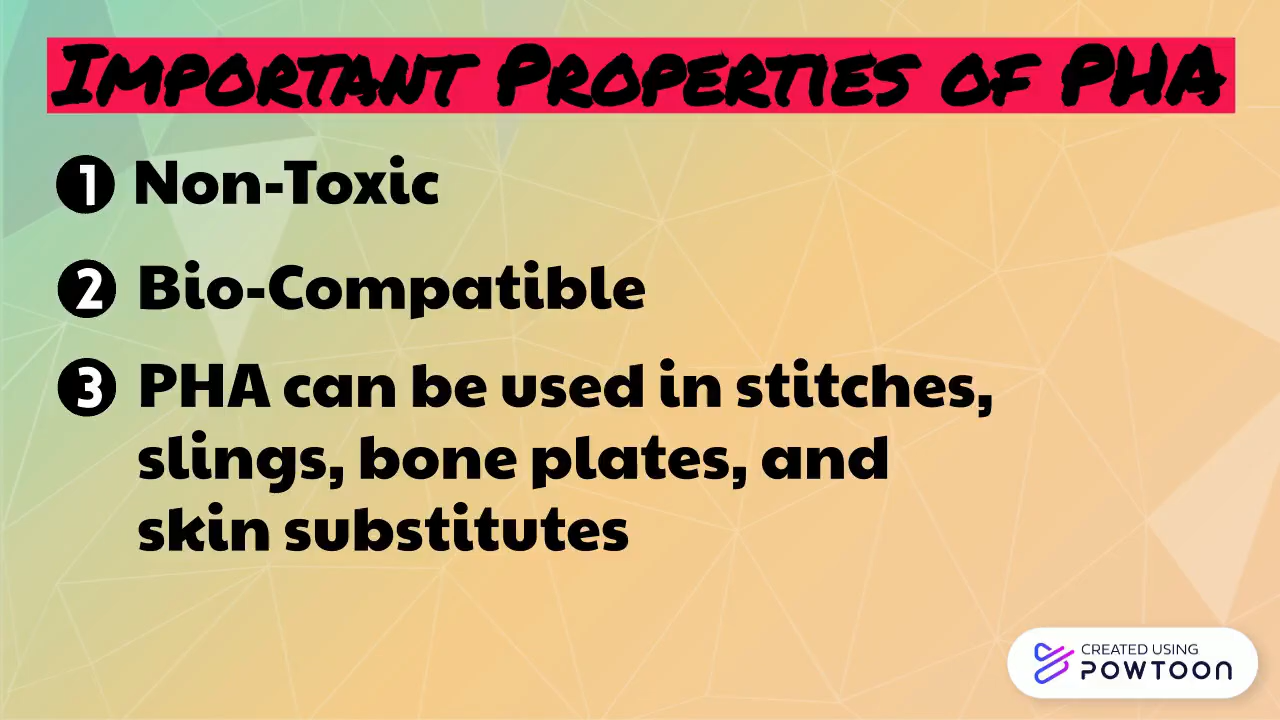 Important Properties of PHA
1 Non-Toxic
2 Bio-Compatible
3 PHA can be used in stitches,
slings, bone plates, and
skin substitutes
CREATED USING
POWTOON